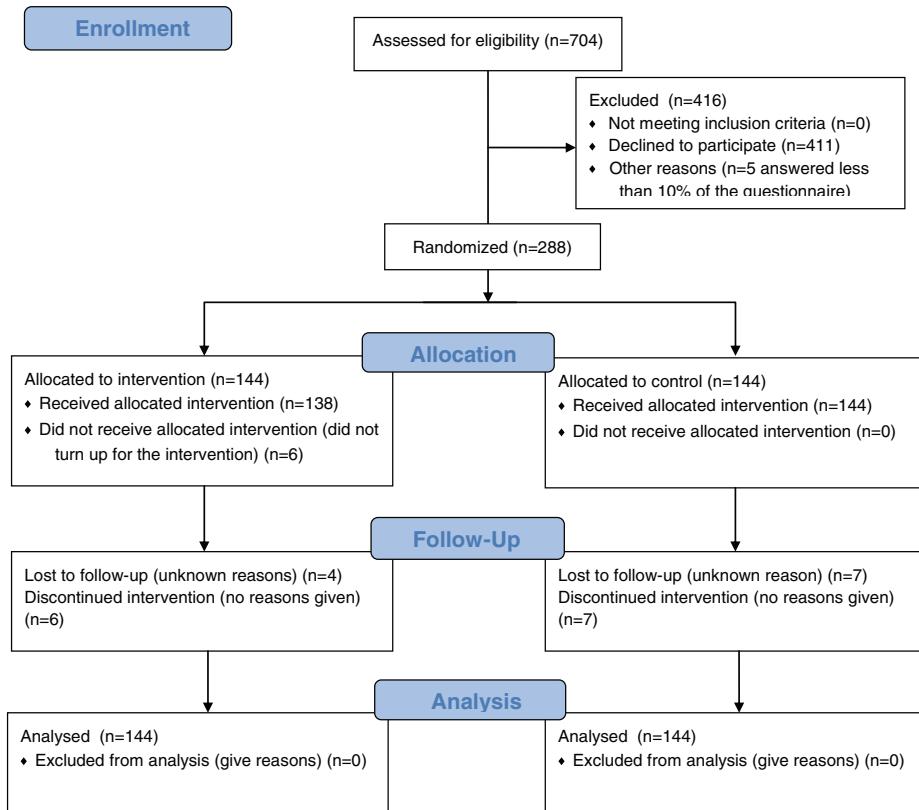 Enrollment
Assessed for eligibility (n=704)
Excluded (n=416)
♦ Not meeting inclusion criteria (n=0)
♦ Declined to participate (n=411)
♦ Other reasons (n=5 answered less
than 10% of the questionnaire)
Randomized (n=288)
Allocation
Allocated to intervention (n=144)
♦ Received allocated intervention (n=138)
♦ Did not receive allocated intervention (did not
turn up for the intervention) (n=6)
Allocated to control (n=144)
♦ Received allocated intervention (n=144)
♦ Did not receive allocated intervention (n=0)
Follow-Up
Lost to follow-up (unknown reasons) (n=4)
Discontinued intervention (no reasons given)
(n=6)
Lost to follow-up (unknown reason) (n=7)
Discontinued intervention (no reasons given)
(n=7)
Analysis
Analysed (n=144)
♦ Excluded from analysis (give reasons) (n=0)
Analysed (n=144)
♦ Excluded from analysis (give reasons) (n=0)